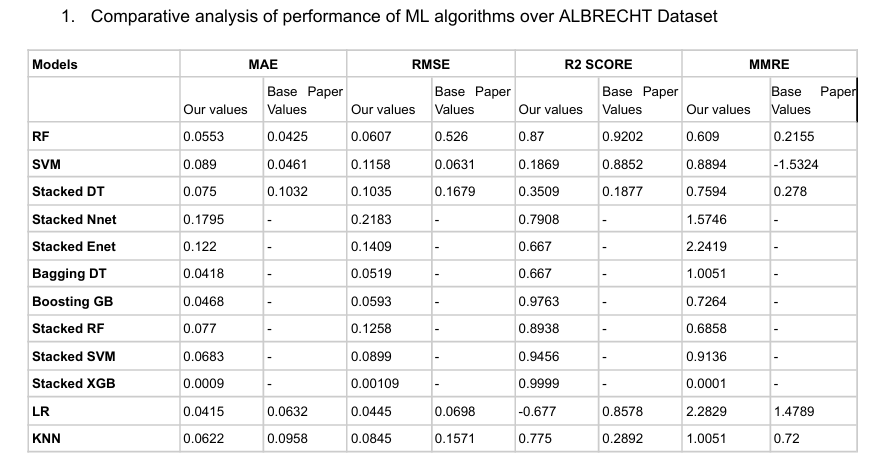 1. Comparative analysis of performance of ML algorithms over ALBRECHT Dataset
Models MAE RMSE R2 SCORE MMRE
Our values Base Paper Values Our values Base Paper Values Our values Base Paper Values Our values Base Paper Values
RF 0.0553 0.0425 0.0607 0.526 0.87 0.9202 0.609 0.2155
SVM 0.089 0.0461 0.1158 0.0631 0.1869 0.8852 0.8894 -1.5324
Stacked DT 0.075 0.1032 0.1035 0.1679 0.3509 0.1877 0.7594 0.278
Stacked Nnet 0.1795 - 0.2183 - 0.7908 - 1.5746 -
Stacked Enet 0.122 - 0.1409 - 0.667 - 2.2419 -
Bagging DT 0.0418 - 0.0519 - 0.667 - 1.0051 -
Boosting GB 0.0468 - 0.0593 - 0.9763 - 0.7264 -
Stacked RF 0.077 - 0.1258 - 0.8938 - 0.6858 -
Stacked SVM 0.0683 - 0.0899 - 0.9456 - 0.9136 -
Stacked XGB 0.0009 - 0.00109 - 0.9999 - 0.0001 -
LR 0.0415 0.0632 0.0445 0.0698 -0.677 0.8578 2.2829 1.4789
KNN 0.0622 0.0958 0.0845 0.1571 0.775 0.2892 1.0051 0.72